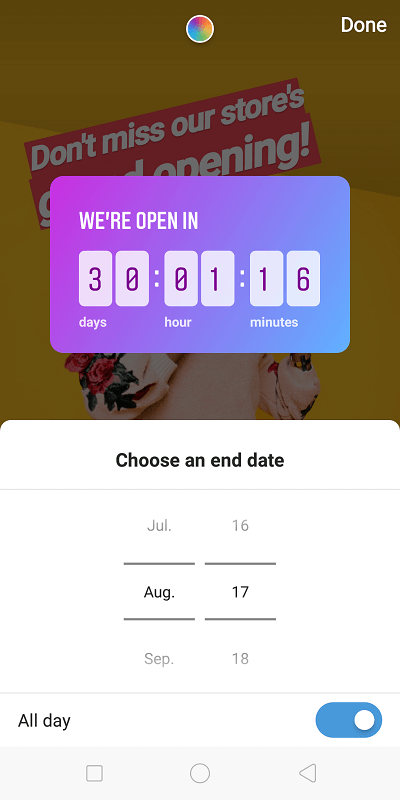 Done
Don't miss our store's
opening!
WE'RE OPEN IN
30:01:16
days hour minutes
Choose an end date
Jul. 16
Aug. 17
Sep. 18
All day